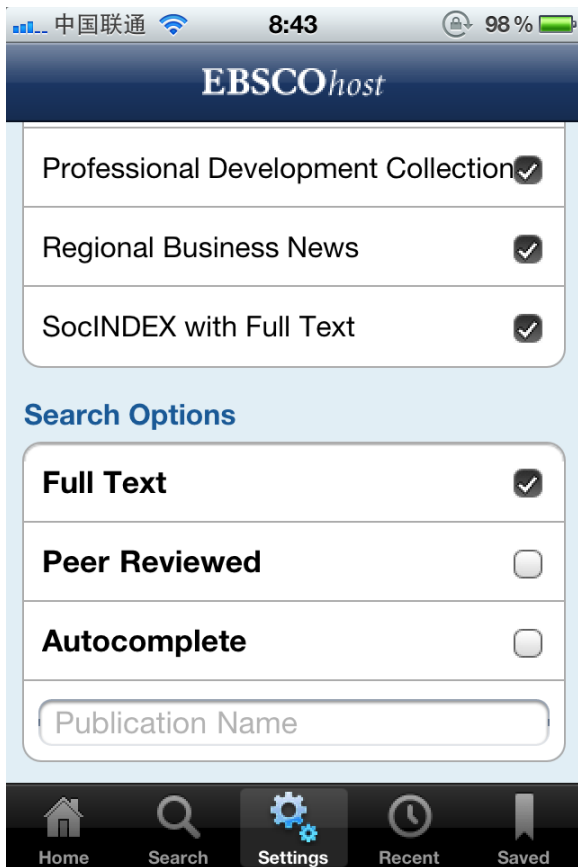 中国联通 8:43 98%
EBSCOhost
Professional Development Collection
Regional Business News
SocINDEX with Full Text
Search Options
Full Text
Peer Reviewed
Autocomplete
Publication Name
Home Search Settings Recent Saved